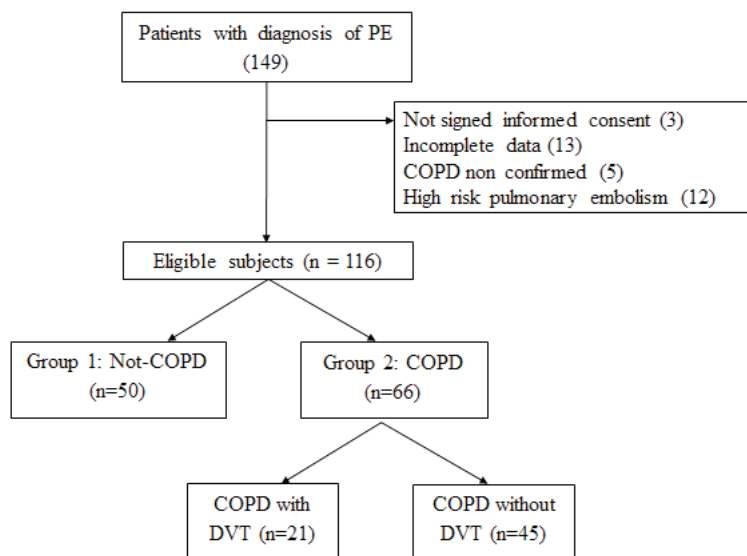 Patients with diagnosis of PE
(149)
Not signed informed consent (3)
Incomplete data (13)
COPD non confirmed (5)
High risk pulmonary embolism (12)
Eligible subjects (n = 116)
Group 1: Not-COPD
(n=50)
Group 2: COPD
(n=66)
COPD with
DVT (n=21)
COPD without
DVT (n=45)